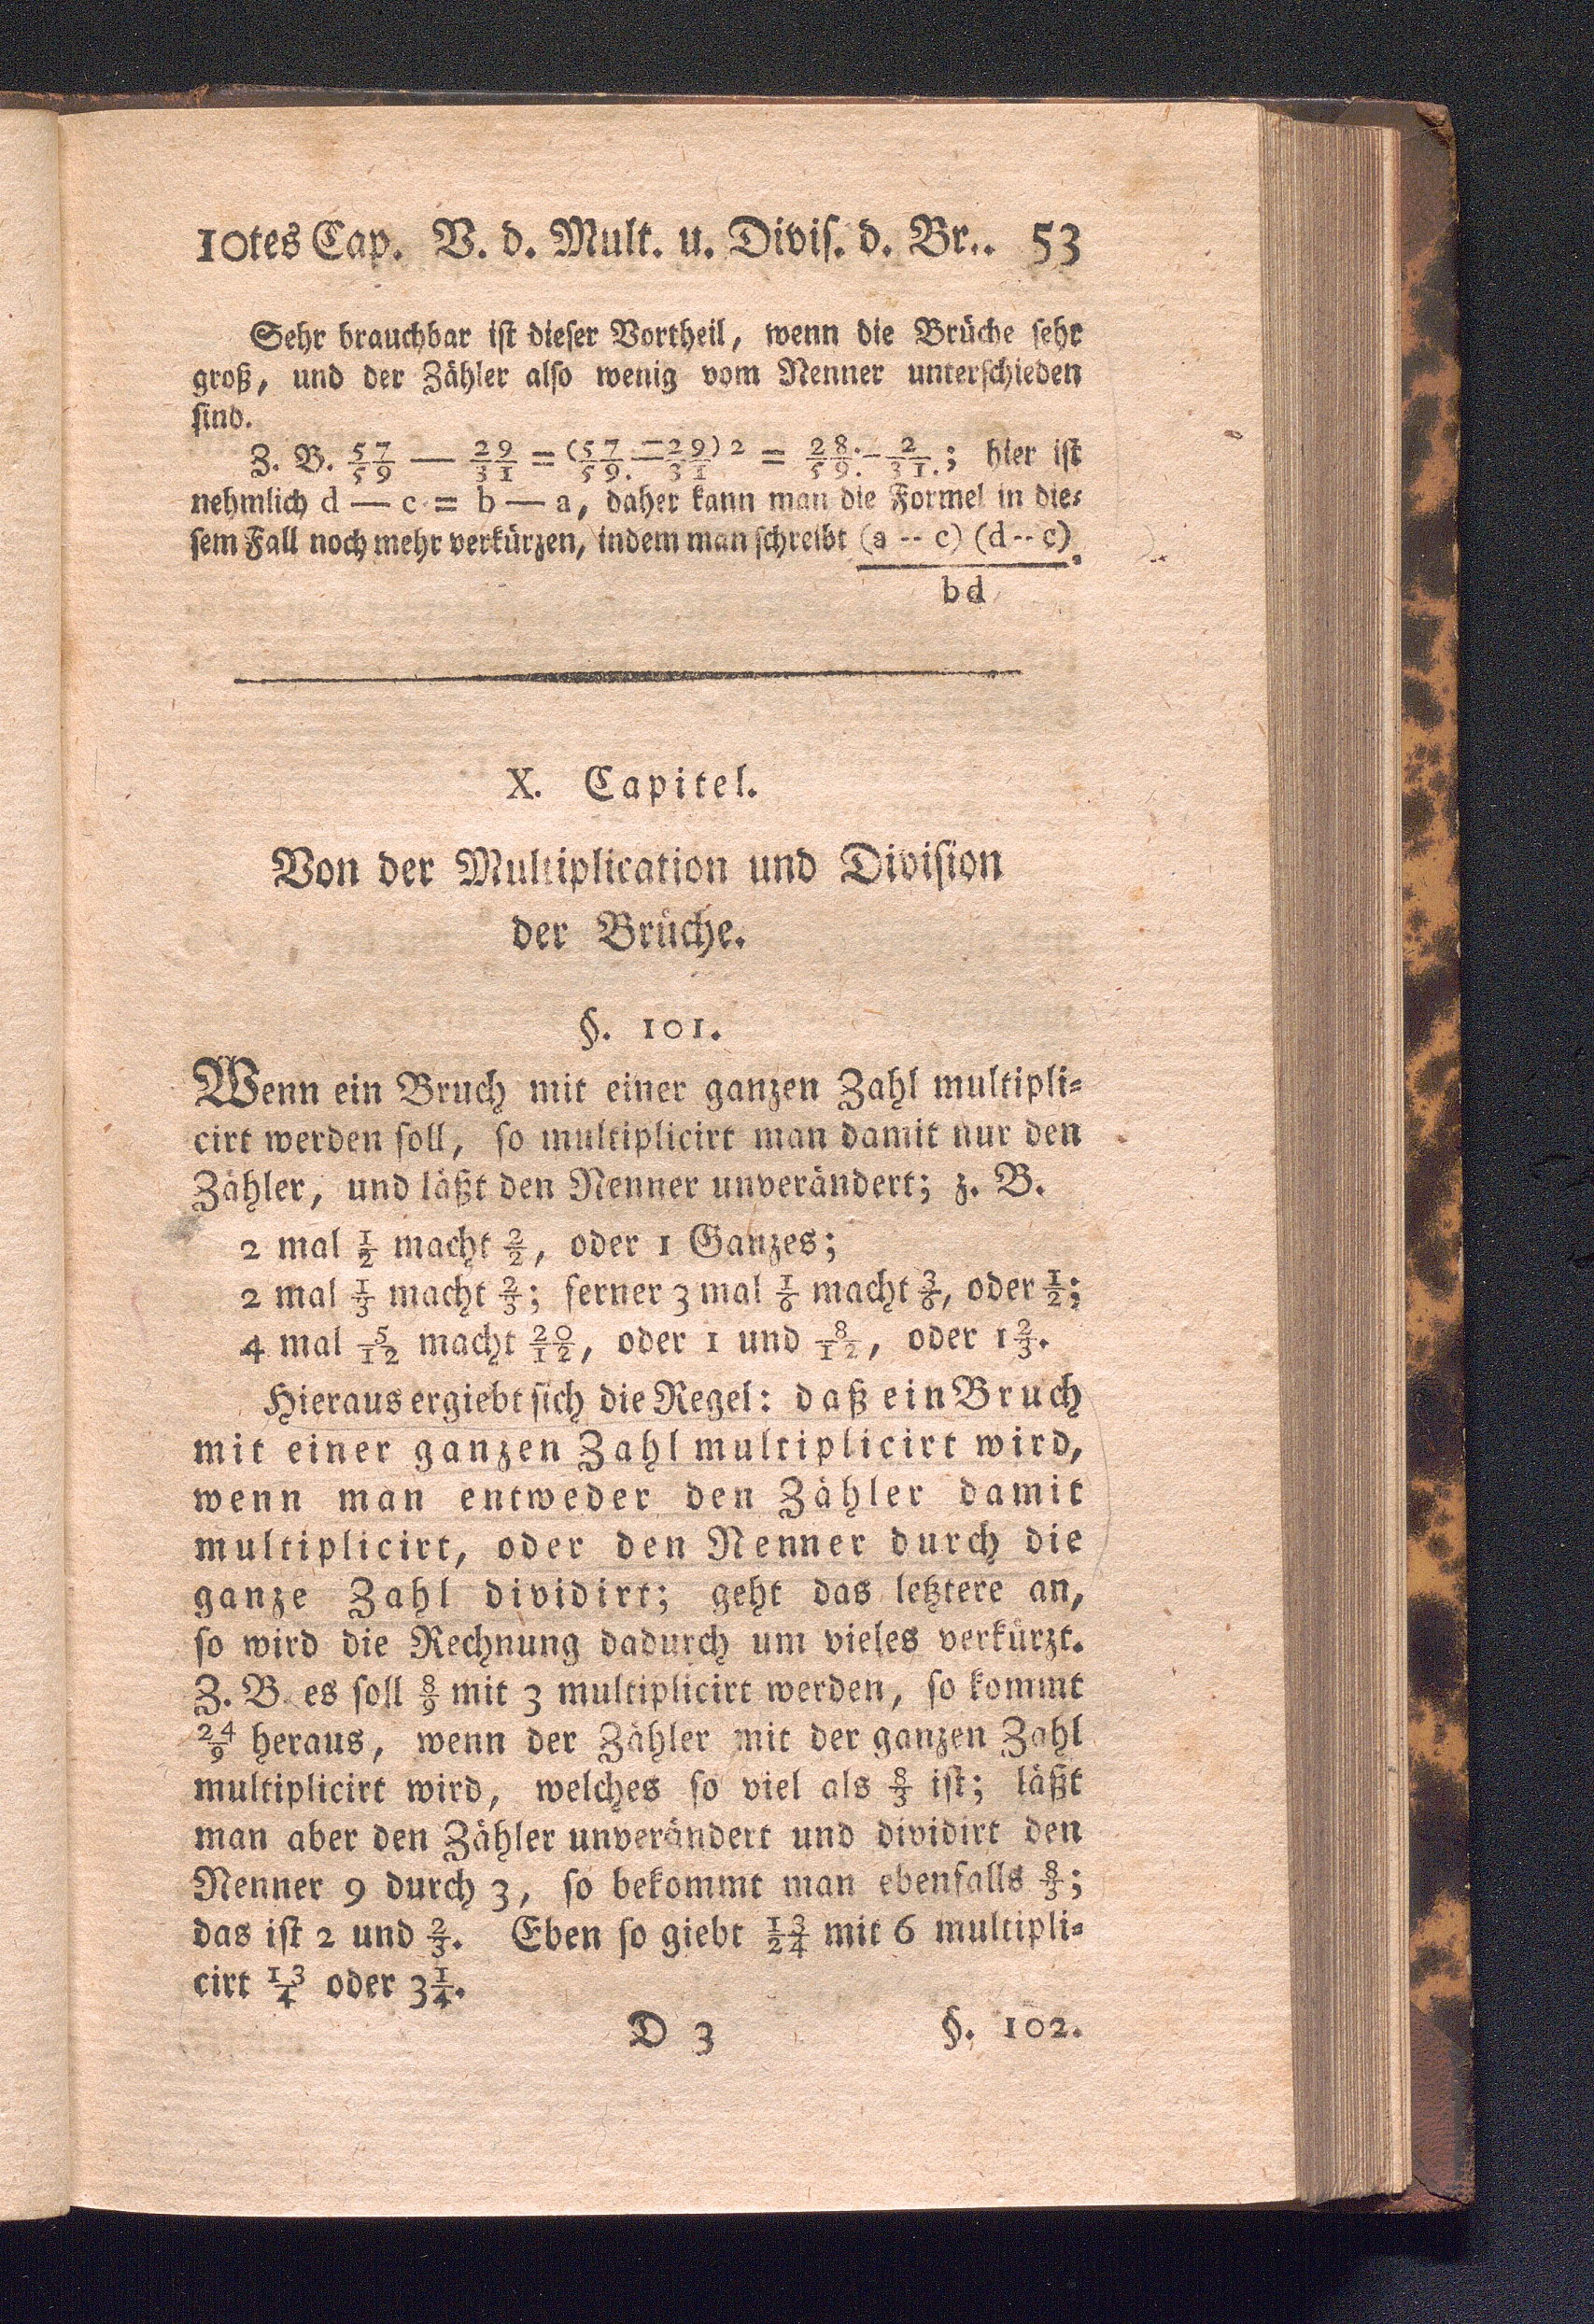 10tes Cap. V. d. Mult. u. Divis. d. Br.. 53
Sehr brauchbar ist dieser Vortheil, wenn die Brüche sehr
groß, und der Zähler also wenig vom Nenner unterschieden
sind.
Z. B. 57/59 — 29/31 = (57 — 29) 2 / 59. 31 = 28. 2 / 59. 31.; hier ist
nehmlich d — c = b — a, daher kann man die Formel in die⸗
sem Fall noch mehr verkürzen, indem man schreibt (a -- c) (d -- c).
bd
X. Capitel.
Von der Multiplication und Division
der Brüche.
§. 101.
Wenn ein Bruch mit einer ganzen Zahl multipli⸗
cirt werden soll, so multiplicirt man damit nur den
Zähler, und läßt den Nenner unverändert; z. B.
2 mal 1/2 macht 2/2, oder 1 Ganzes;
2 mal 1/3 macht 2/3; ferner 3 mal 1/6 macht 3/6, oder 1/2;
4 mal 5/12 macht 20/12, oder 1 und 8/12, oder 1 2/3.
Hieraus ergiebt sich die Regel: daß ein Bruch
mit einer ganzen Zahl multiplicirt wird,
wenn man entweder den Zähler damit
multiplicirt, oder den Nenner durch die
ganze Zahl dividirt; geht das letztere an,
so wird die Rechnung dadurch um vieles verkürzt.
Z. B. es soll 8/9 mit 3 multiplicirt werden, so kommt
24/9 heraus, wenn der Zähler mit der ganzen Zahl
multiplicirt wird, welches so viel als 8/3 ist; läßt
man aber den Zähler unverändert und dividirt den
Nenner 9 durch 3, so bekommt man ebenfalls 8/3;
das ist 2 und 2/3. Eben so giebt 13/24 mit 6 multipli⸗
cirt 13/4 oder 3 1/4.
D 3 §. 102.